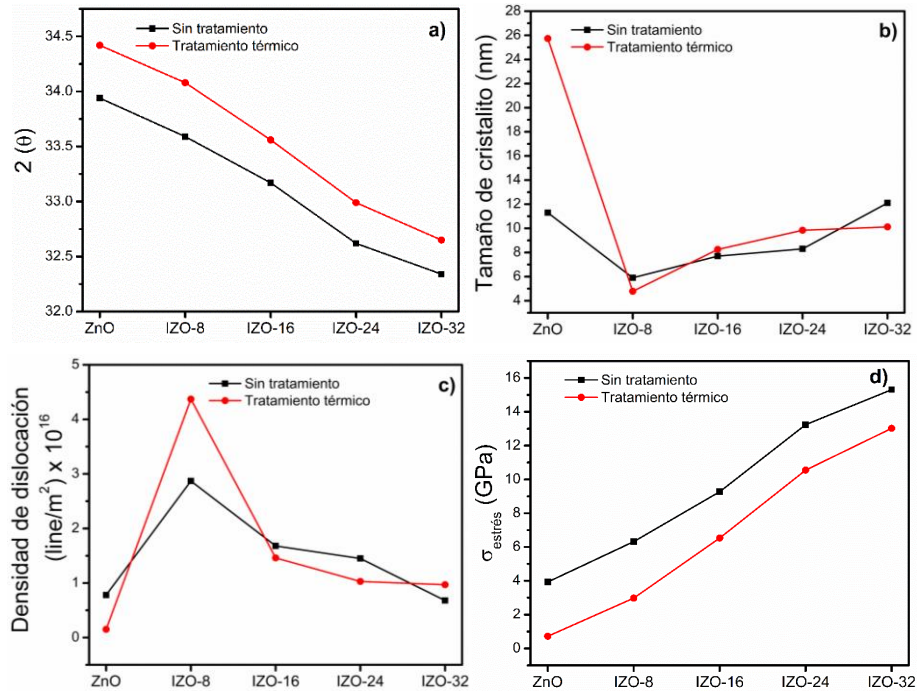 a)
Sin tratamiento
Tratamiento térmico
2 (θ)
34.5
34.0
33.5
33.0
32.5
32.0
ZnO IZO-8 IZO-16 IZO-24 IZO-32
b)
Sin tratamiento
Tratamiento térmico
Tamaño de cristalito (nm)
28
26
24
22
20
18
16
14
12
10
8
6
4
ZnO IZO-8 IZO-16 IZO-24 IZO-32
c)
Sin tratamiento
Tratamiento térmico
Densidad de dislocación
(line/m²) x 10¹⁶
5
4
3
2
1
0
ZnO IZO-8 IZO-16 IZO-24 IZO-32
d)
Sin tratamiento
Tratamiento térmico
σestrés (GPa)
16
14
12
10
8
6
4
2
0
ZnO IZO-8 IZO-16 IZO-24 IZO-32